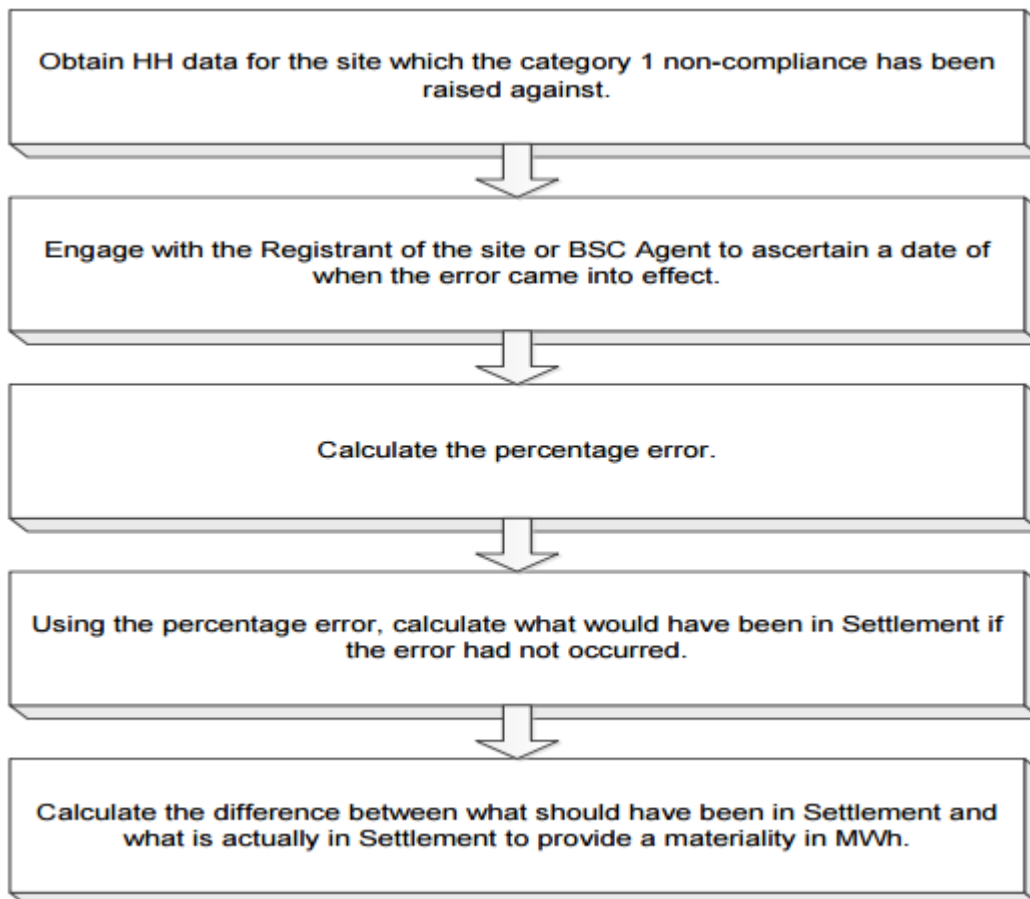 Obtain HH data for the site which the category 1 non-compliance has been
raised against.
Engage with the Registrant of the site or BSC Agent to ascertain a date of
when the error came into effect.
Calculate the percentage error.
Using the percentage error, calculate what would have been in Settlement if
the error had not occurred.
Calculate the difference between what should have been in Settlement and
what is actually in Settlement to provide a materiality in MWh.